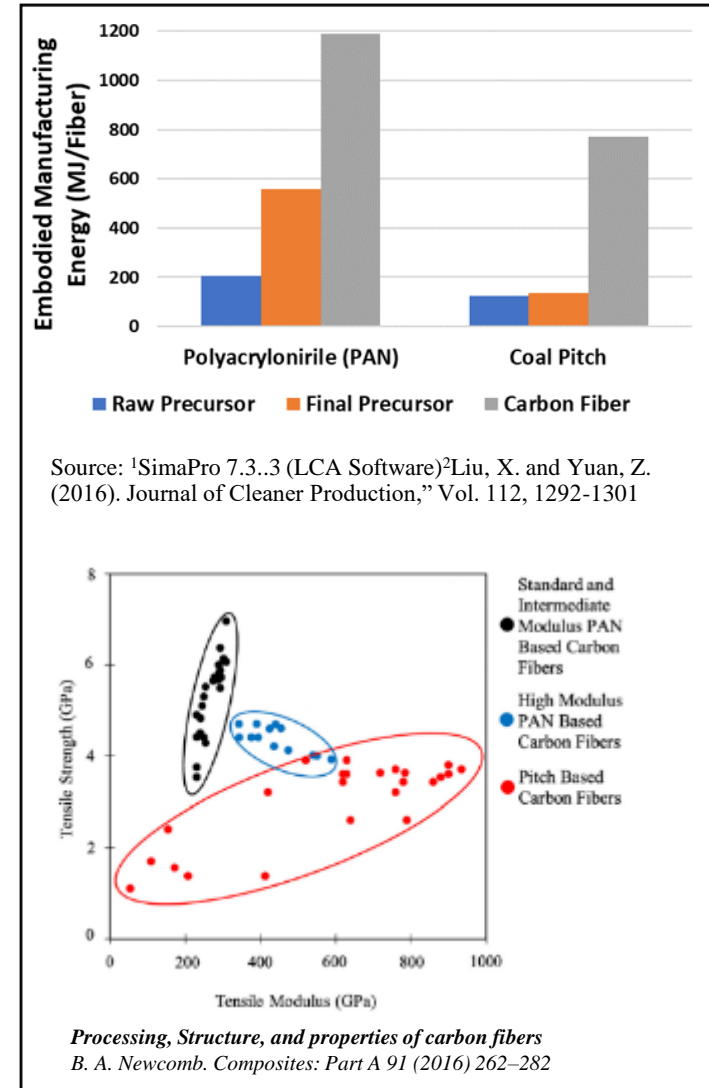 Embodied Manufacturing
Energy (MJ/Fiber)
1200
1000
800
600
400
200
0
Polyacrylonirile (PAN)
Coal Pitch
Raw Precursor
Final Precursor
Carbon Fiber
Source: ¹SimaPro 7.3..3 (LCA Software)²Liu, X. and Yuan, Z.
(2016). Journal of Cleaner Production,” Vol. 112, 1292-1301
Tensile Strength (GPa)
8
6
4
2
0
0
200
400
600
800
1000
Tensile Modulus (GPa)
Standard and
Intermediate
Modulus PAN
Based Carbon
Fibers
High Modulus
PAN Based
Carbon Fibers
Pitch Based
Carbon Fibers
Processing, Structure, and properties of carbon fibers
B. A. Newcomb. Composites: Part A 91 (2016) 262–282